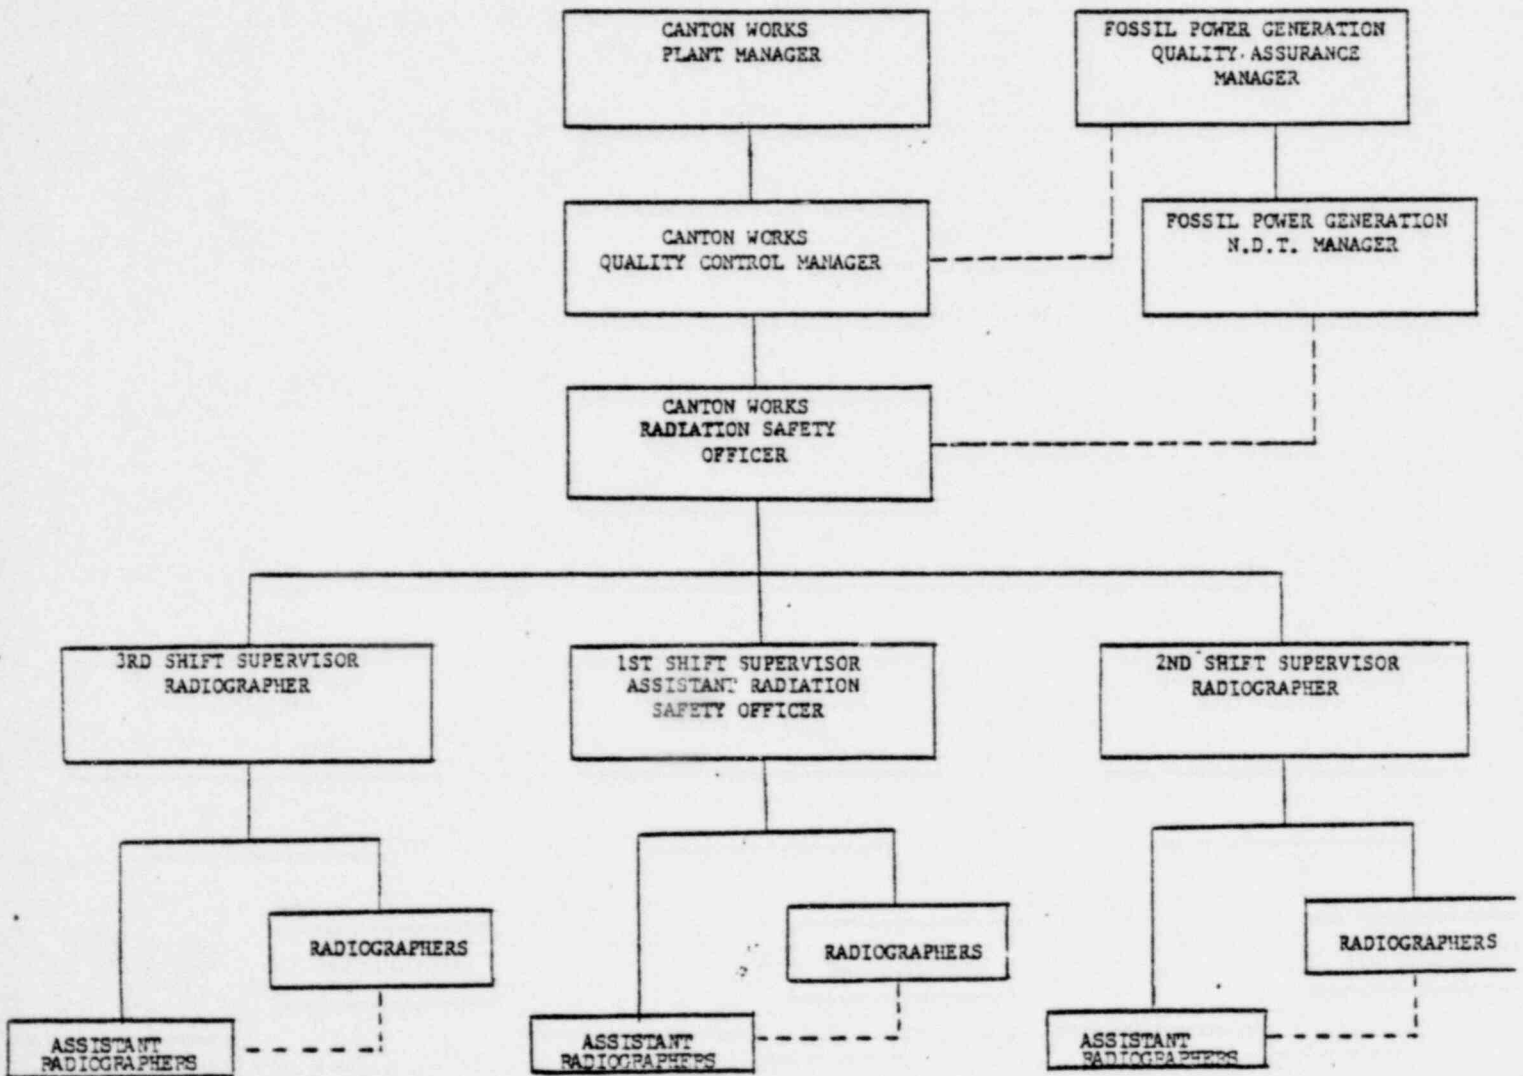 CANTON WORKS
PLANT MANAGER
FOSSIL POWER GENERATION
QUALITY ASSURANCE
MANAGER
CANTON WORKS
QUALITY CONTROL MANAGER
FOSSIL POWER GENERATION
N.D.T. MANAGER
CANTON WORKS
RADIATION SAFETY
OFFICER
3RD SHIFT SUPERVISOR
RADIOGRAPHER
1ST SHIFT SUPERVISOR
ASSISTANT RADIATION
SAFETY OFFICER
2ND SHIFT SUPERVISOR
RADIOGRAPHER
RADIOGRAPHERS
RADIOGRAPHERS
RADIOGRAPHERS
ASSISTANT
RADIOGRAPHERS
ASSISTANT
RADIOGRAPHERS
ASSISTANT
RADIOGRAPHERS